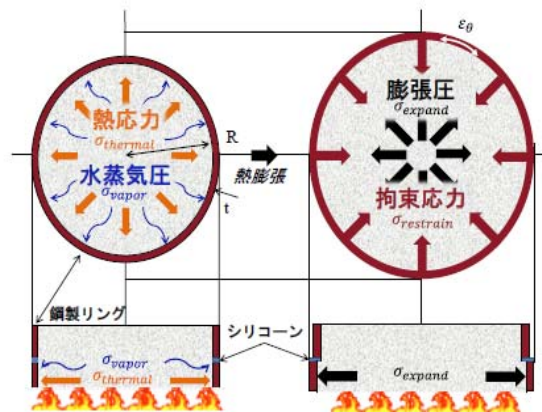 熱応力
σthermal
R
水蒸気圧
σvapor
t
熱膨張
εθ
膨張圧
σexpand
拘束応力
σrestrain
鋼製リング
シリコーン
σvapor
σthermal
σexpand